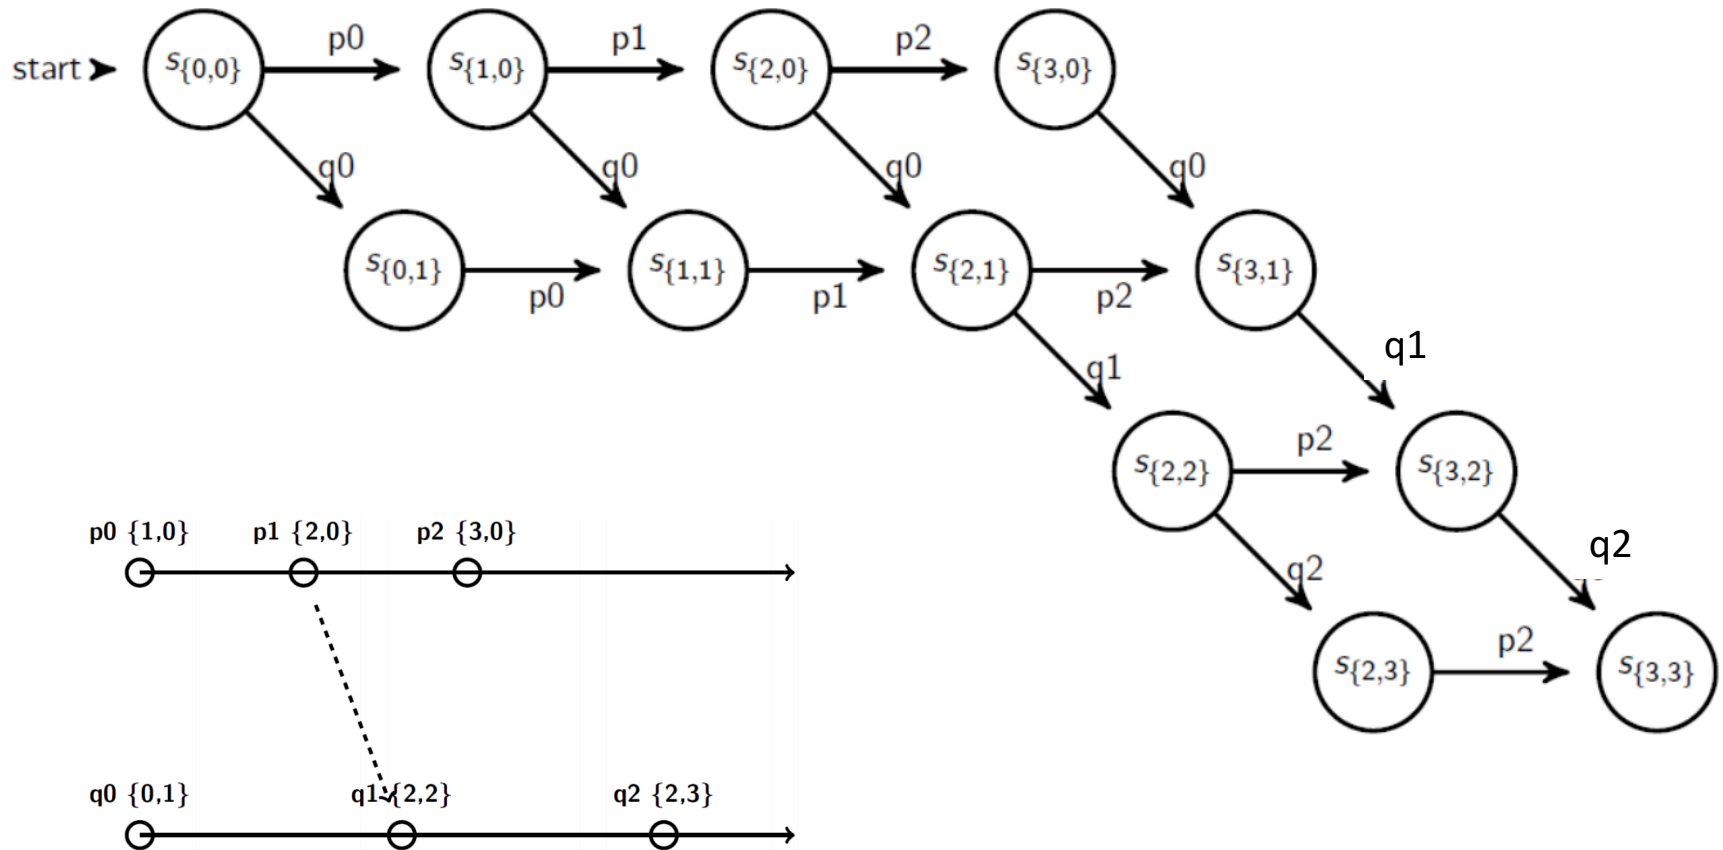 p0 p1 p2
start S{0,0} S{1,0} S{2,0} S{3,0}
q0 q0 q0 q0
S{0,1} S{1,1} S{2,1} S{3,1}
p0 p1 p2
q1 q1
p2
S{2,2} S{3,2}
p0 {1,0} p1 {2,0} p2 {3,0}
q2 q2
p2
S{2,3} S{3,3}
q0 {0,1} q1 {2,2} q2 {2,3}